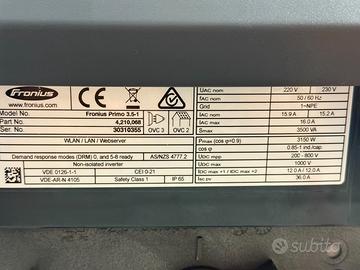 Fronius
www.fronius.com
CE
Model No. Fronius Primo 3.5-1
Part No. 4,210,068
Ser. No. 30310355
OVC 3 OVC 2
WLAN / LAN / Webserver
Demand response modes (DRM) 0, and 5-8 ready AS/NZS 4777.2
Non-isolated inverter
VDE 0126-1-1 CEI 0-21
VDE-AR-N 4105 Safety Class 1 IP 65
UAC nom 220 V 230 V
fAC nom 50 / 60 Hz
Grid 1~NPE
IAC nom 15.9 A 15.2 A
IAC max 16.0 A
Smax 3500 VA
Pmax (cos φ=0.9) 3150 W
cos φ 0.85-1 ind./cap.
UDC mpp 200 - 800 V
UDC max 1000 V
IDC max #1 / IDC max #2 12.0 A / 12.0 A
ISC pv 36.0 A
subito